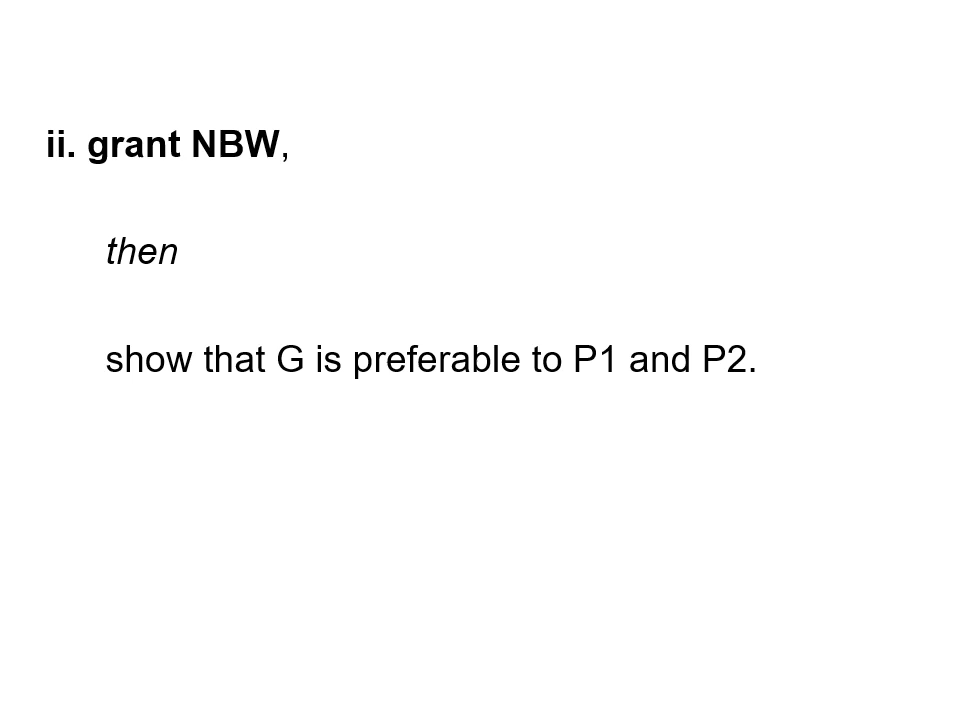 ii. grant NBW,
then
show that G is preferable to P1 and P2.